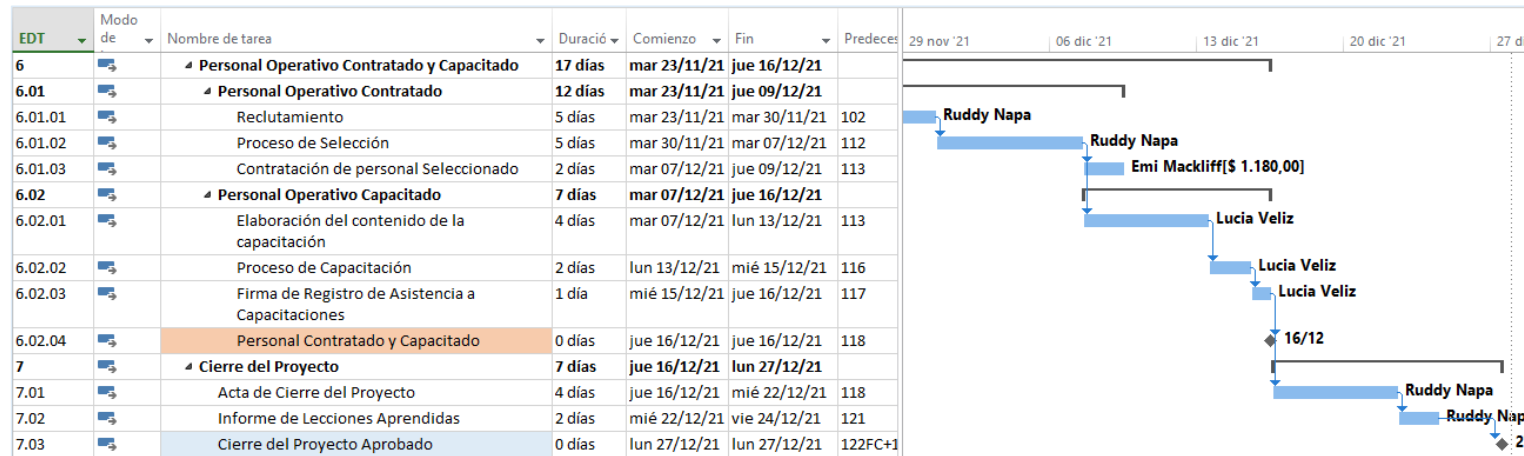 EDT Modo de Nombre de tarea Duració Comienzo Fin Predeces 29 nov '21 06 dic '21 13 dic '21 20 dic '21 27 d
6 Personal Operativo Contratado y Capacitado 17 días mar 23/11/21 jue 16/12/21
6.01 Personal Operativo Contratado 12 días mar 23/11/21 jue 09/12/21
6.01.01 Reclutamiento 5 días mar 23/11/21 mar 30/11/21 102 Ruddy Napa
6.01.02 Proceso de Selección 5 días mar 30/11/21 mar 07/12/21 112 Ruddy Napa
6.01.03 Contratación de personal Seleccionado 2 días mar 07/12/21 jue 09/12/21 113 Emi Mackliff[$ 1.180,00]
6.02 Personal Operativo Capacitado 7 días mar 07/12/21 jue 16/12/21
6.02.01 Elaboración del contenido de la 4 días mar 07/12/21 lun 13/12/21 113 Lucia Veliz
capacitación
6.02.02 Proceso de Capacitación 2 días lun 13/12/21 mié 15/12/21 116 Lucia Veliz
6.02.03 Firma de Registro de Asistencia a 1 día mié 15/12/21 jue 16/12/21 117 Lucia Veliz
Capacitaciones
6.02.04 Personal Contratado y Capacitado 0 días jue 16/12/21 jue 16/12/21 118 16/12
7 Cierre del Proyecto 7 días jue 16/12/21 lun 27/12/21
7.01 Acta de Cierre del Proyecto 4 días jue 16/12/21 mié 22/12/21 118 Ruddy Napa
7.02 Informe de Lecciones Aprendidas 2 días mié 22/12/21 vie 24/12/21 121 Ruddy Nap
7.03 Cierre del Proyecto Aprobado 0 días lun 27/12/21 lun 27/12/21 122FC+1 2